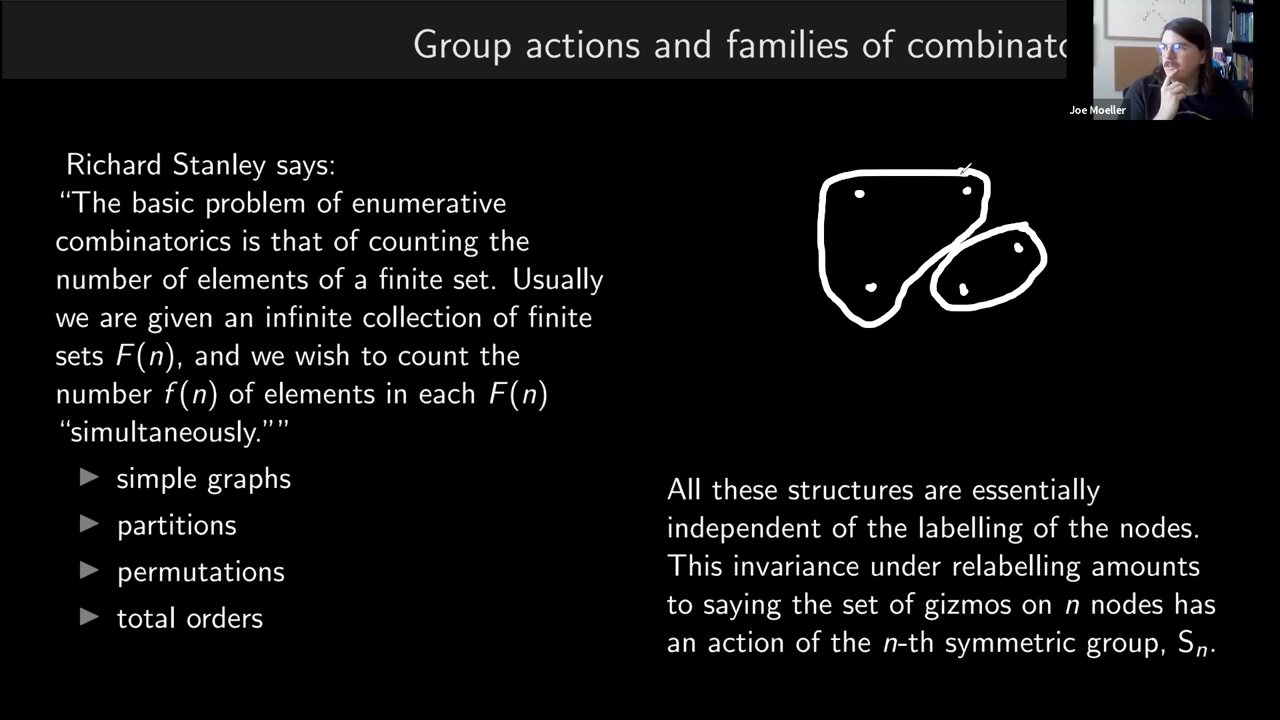 Group actions and families of combinato
Joe Moeller
Richard Stanley says:
“The basic problem of enumerative
combinatorics is that of counting the
number of elements of a finite set. Usually
we are given an infinite collection of finite
sets F(n), and we wish to count the
number f(n) of elements in each F(n)
“simultaneously.””
▶ simple graphs
▶ partitions
▶ permutations
▶ total orders
All these structures are essentially
independent of the labelling of the nodes.
This invariance under relabelling amounts
to saying the set of gizmos on n nodes has
an action of the n-th symmetric group, Sₙ.